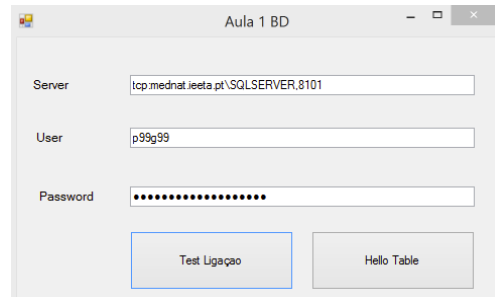 Aula 1 BD
Server
tcp:mednat.ieeta.pt\SQLSERVER,8101
User
p99g99
Password
●●●●●●●●●●●●●●●●●●●
Test Ligaçao
Hello Table